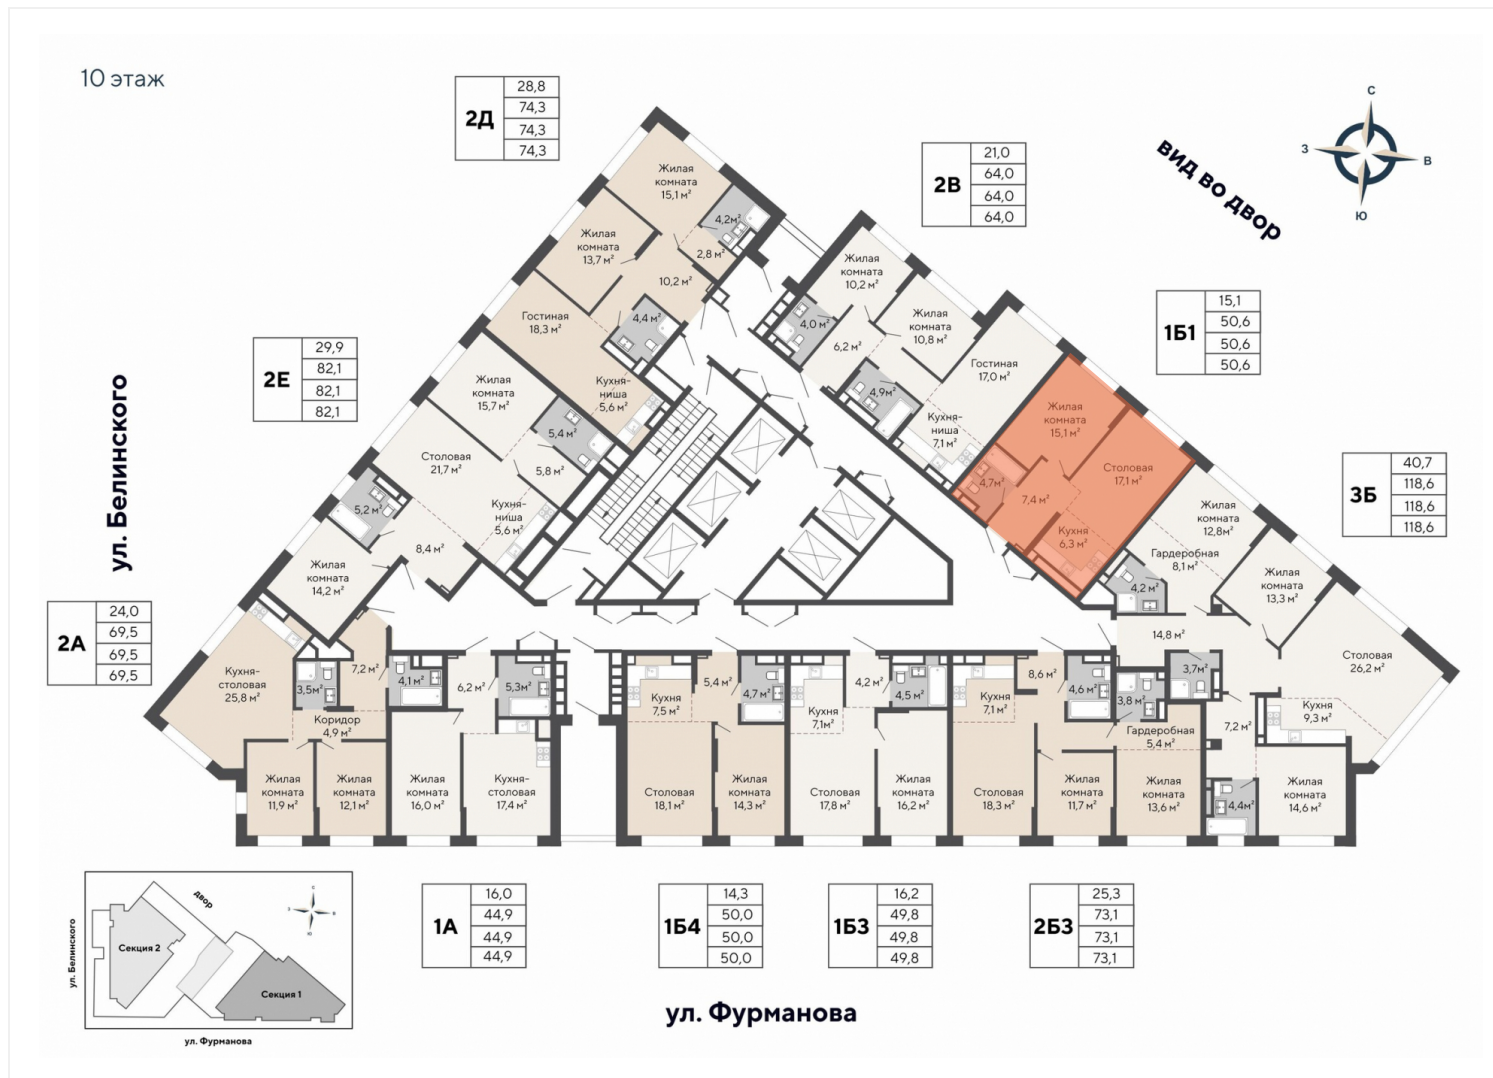 10 этаж
2Д
28,8
74,3
74,3
74,3
2В
21,0
64,0
64,0
64,0
С
З
В
Ю
вид во двор
1Б1
15,1
50,6
50,6
50,6
2Е
29,9
82,1
82,1
82,1
ул. Белинского
3Б
40,7
118,6
118,6
118,6
2А
24,0
69,5
69,5
69,5
Жилая
комната
15,1 м²
4,2м²
2,8 м²
Жилая
комната
13,7 м²
10,2 м²
Гостиная
18,3 м²
4,4 м²
Кухня-
ниша
5,6 м²
Жилая
комната
15,7 м²
5,4 м²
5,8 м²
Столовая
21,7 м²
Кухня-
ниша
5,6 м²
5,2 м²
8,4 м²
Жилая
комната
14,2 м²
Жилая
комната
10,2 м²
4,0 м²
6,2 м²
Жилая
комната
10,8 м²
4,9м²
Гостиная
17,0 м²
Кухня-
ниша
7,1 м²
Жилая
комната
15,1 м²
Столовая
17,1 м²
4,7м²
7,4 м²
Кухня
6,3 м²
Жилая
комната
12,8м²
Гардеробная
8,1 м²
4,2 м²
Жилая
комната
13,3 м²
14,8 м²
3,7м²
Столовая
26,2 м²
Кухня
9,3 м²
7,2 м²
4,4м²
Жилая
комната
14,6 м²
Кухня-
столовая
25,8 м²
3,5м²
7,2 м²
Коридор
4,9 м²
Жилая
комната
11,9 м²
Жилая
комната
12,1 м²
4,1 м²
6,2 м²
5,3м²
Жилая
комната
16,0 м²
Кухня-
столовая
17,4 м²
Кухня
7,5 м²
5,4 м²
4,7 м²
Столовая
18,1 м²
Жилая
комната
14,3 м²
Кухня
7,1м²
4,2 м²
4,5 м²
Столовая
17,8 м²
Жилая
комната
16,2 м²
Кухня
7,1 м²
8,6 м²
4,6 м²
3,8 м²
Гардеробная
5,4 м²
Столовая
18,3 м²
Жилая
комната
11,7 м²
Жилая
комната
13,6 м²
1А
16,0
44,9
44,9
44,9
1Б4
14,3
50,0
50,0
50,0
1Б3
16,2
49,8
49,8
49,8
2Б3
25,3
73,1
73,1
73,1
ул. Фурманова
двор
С
З
В
Ю
ул. Белинского
Секция 2
Секция 1
ул. Фурманова